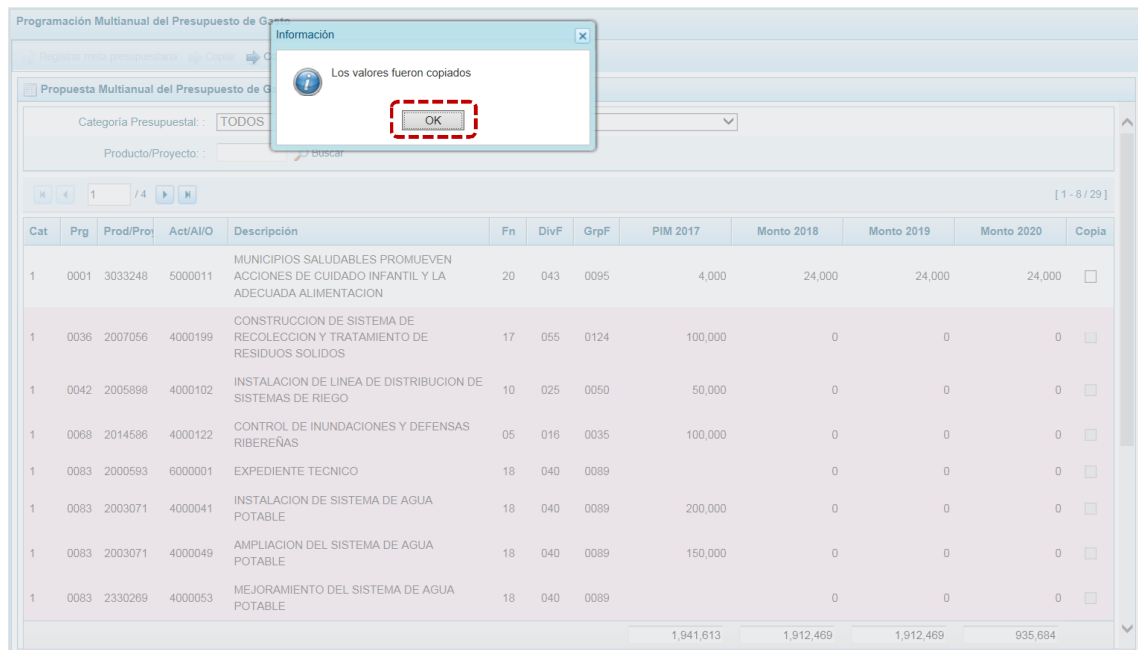 Programación Multianual del Presupuesto de Gasto
Información
Registrar meta presupuestaria Copiar C
Los valores fueron copiados
OK
Propuesta Multianual del Presupuesto de G
Categoría Presupuestal: : TODOS
Producto/Proyecto: : Buscar
1 / 4 [ 1 - 8 / 29 ]
Cat Prg Prod/Proy Act/AI/O Descripción Fn DivF GrpF PIM 2017 Monto 2018 Monto 2019 Monto 2020 Copia
MUNICIPIOS SALUDABLES PROMUEVEN
1 0001 3033248 5000011 ACCIONES DE CUIDADO INFANTIL Y LA 20 043 0095 4,000 24,000 24,000 24,000
ADECUADA ALIMENTACION
CONSTRUCCION DE SISTEMA DE
1 0036 2007056 4000199 RECOLECCION Y TRATAMIENTO DE 17 055 0124 100,000 0 0 0
RESIDUOS SOLIDOS
1 0042 2005898 4000102 INSTALACION DE LINEA DE DISTRIBUCION DE 10 025 0050 50,000 0 0 0
SISTEMAS DE RIEGO
1 0068 2014586 4000122 CONTROL DE INUNDACIONES Y DEFENSAS 05 016 0035 100,000 0 0 0
RIBEREÑAS
1 0083 2000593 6000001 EXPEDIENTE TECNICO 18 040 0089 0 0 0
1 0083 2003071 4000041 INSTALACION DE SISTEMA DE AGUA 18 040 0089 200,000 0 0 0
POTABLE
1 0083 2003071 4000049 AMPLIACION DEL SISTEMA DE AGUA 18 040 0089 150,000 0 0 0
POTABLE
1 0083 2330269 4000053 MEJORAMIENTO DEL SISTEMA DE AGUA 18 040 0089 0 0 0
POTABLE
1,941,613 1,912,469 1,912,469 935,684